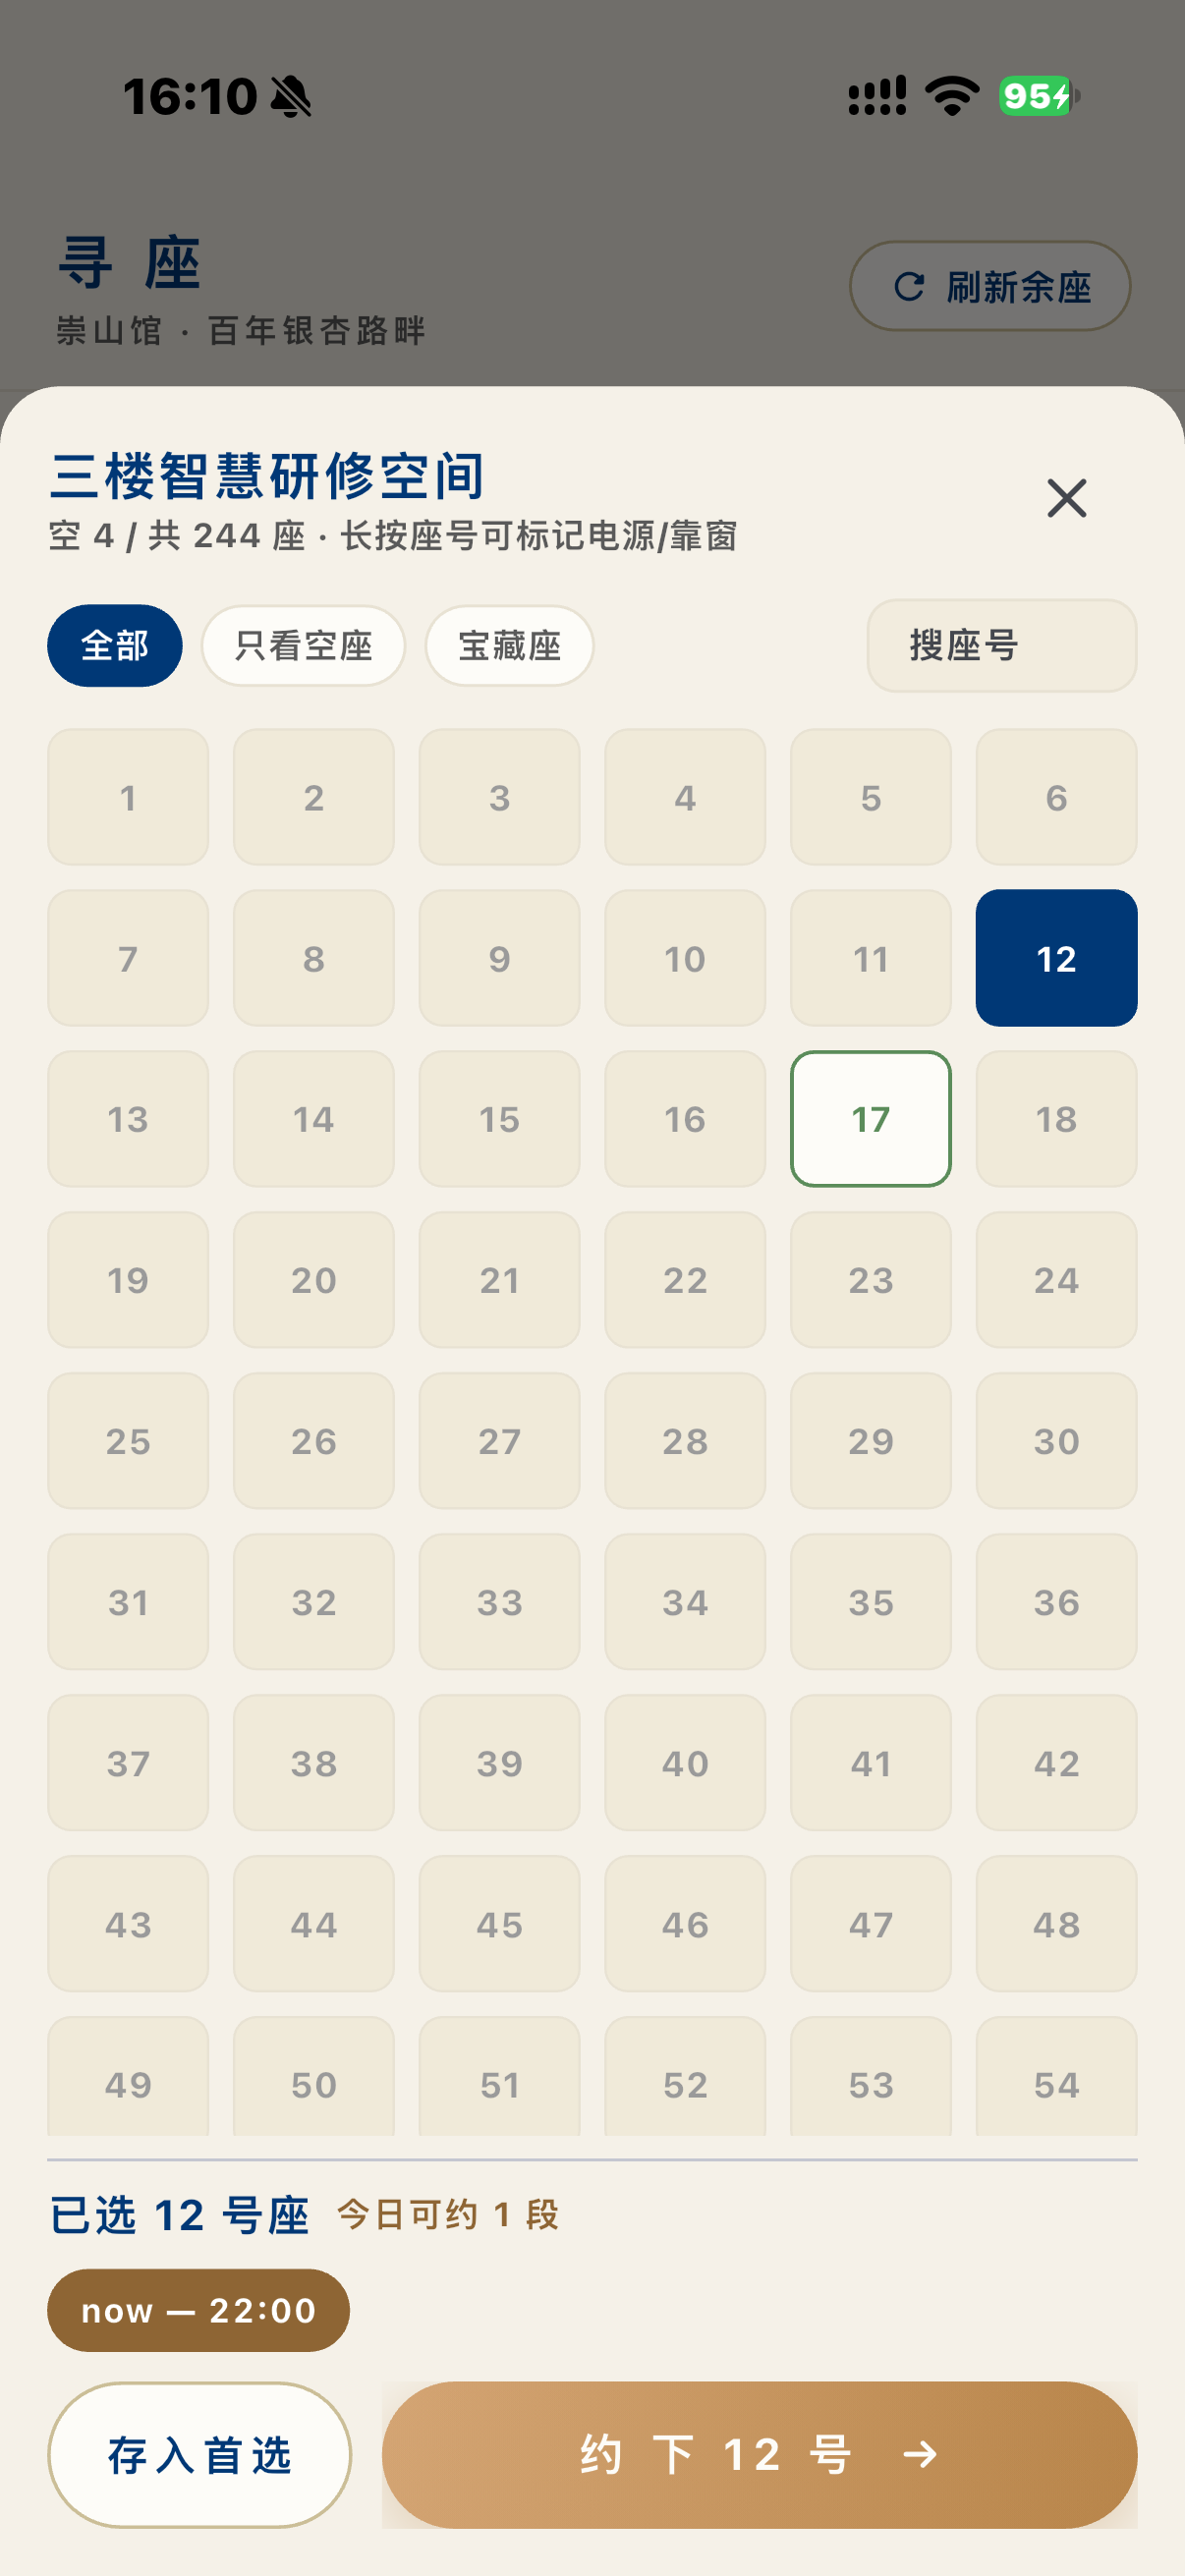 16:10
95
寻 座
崇山馆 · 百年银杏路畔
刷新余座
三楼智慧研修空间
空 4 / 共 244 座 · 长按座号可标记电源/靠窗
全部 只看空座 宝藏座 搜座号
1 2 3 4 5 6
7 8 9 10 11 12
13 14 15 16 17 18
19 20 21 22 23 24
25 26 27 28 29 30
31 32 33 34 35 36
37 38 39 40 41 42
43 44 45 46 47 48
49 50 51 52 53 54
已选 12 号座 今日可约 1 段
now — 22:00
存入首选 约 下 12 号 →